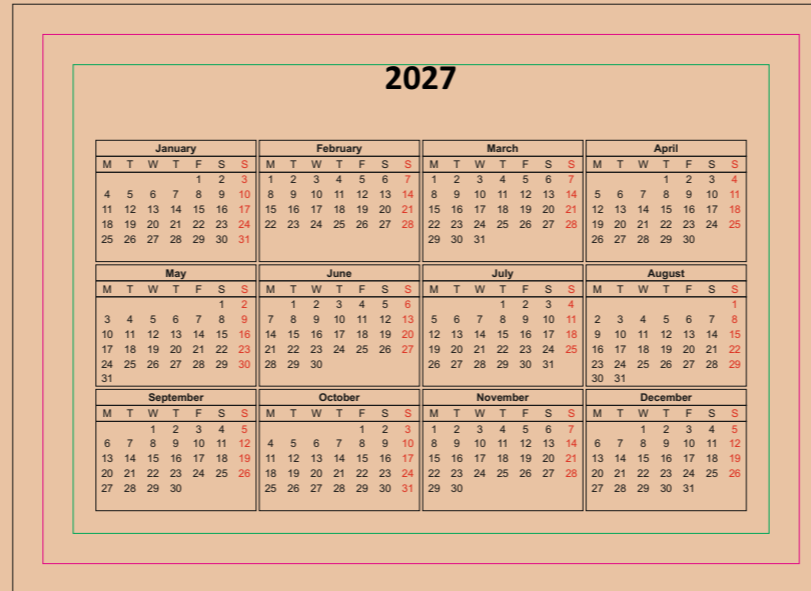 2027
January
M T W T F S S
1 2 3
4 5 6 7 8 9 10
11 12 13 14 15 16 17
18 19 20 21 22 23 24
25 26 27 28 29 30 31
February
M T W T F S S
1 2 3 4 5 6 7
8 9 10 11 12 13 14
15 16 17 18 19 20 21
22 23 24 25 26 27 28
March
M T W T F S S
1 2 3 4 5 6 7
8 9 10 11 12 13 14
15 16 17 18 19 20 21
22 23 24 25 26 27 28
29 30 31
April
M T W T F S S
1 2 3 4
5 6 7 8 9 10 11
12 13 14 15 16 17 18
19 20 21 22 23 24 25
26 27 28 29 30
May
M T W T F S S
1 2
3 4 5 6 7 8 9
10 11 12 13 14 15 16
17 18 19 20 21 22 23
24 25 26 27 28 29 30
31
June
M T W T F S S
1 2 3 4 5 6
7 8 9 10 11 12 13
14 15 16 17 18 19 20
21 22 23 24 25 26 27
28 29 30
July
M T W T F S S
1 2 3 4
5 6 7 8 9 10 11
12 13 14 15 16 17 18
19 20 21 22 23 24 25
26 27 28 29 30 31
August
M T W T F S S
1
2 3 4 5 6 7 8
9 10 11 12 13 14 15
16 17 18 19 20 21 22
23 24 25 26 27 28 29
30 31
September
M T W T F S S
1 2 3 4 5
6 7 8 9 10 11 12
13 14 15 16 17 18 19
20 21 22 23 24 25 26
27 28 29 30
October
M T W T F S S
1 2 3
4 5 6 7 8 9 10
11 12 13 14 15 16 17
18 19 20 21 22 23 24
25 26 27 28 29 30 31
November
M T W T F S S
1 2 3 4 5 6 7
8 9 10 11 12 13 14
15 16 17 18 19 20 21
22 23 24 25 26 27 28
29 30
December
M T W T F S S
1 2 3 4 5
6 7 8 9 10 11 12
13 14 15 16 17 18 19
20 21 22 23 24 25 26
27 28 29 30 31